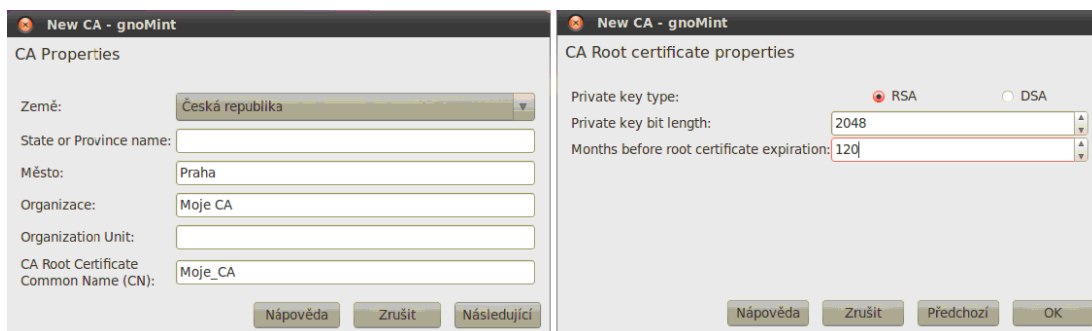 New CA - gnoMint
CA Properties
Země: Česká republika
State or Province name:
Město: Praha
Organizace: Moje CA
Organization Unit:
CA Root Certificate
Common Name (CN): Moje_CA
Nápověda Zrušit Následující
New CA - gnoMint
CA Root certificate properties
Private key type: RSA DSA
Private key bit length: 2048
Months before root certificate expiration: 120
Nápověda Zrušit Předchozí OK